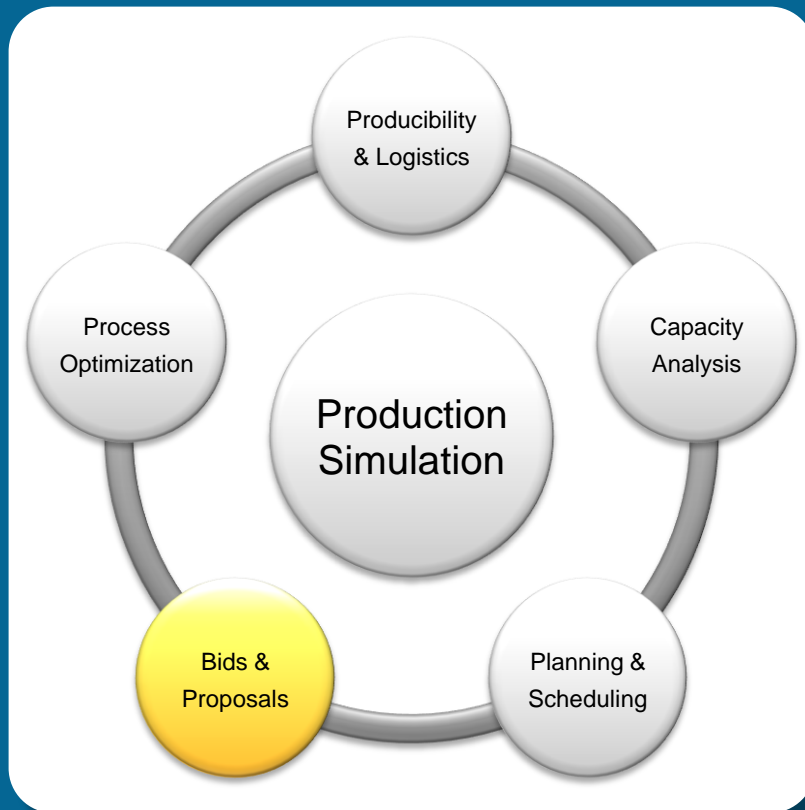 Producibility
& Logistics
Process
Optimization
Capacity
Analysis
Production
Simulation
Bids &
Proposals
Planning &
Scheduling